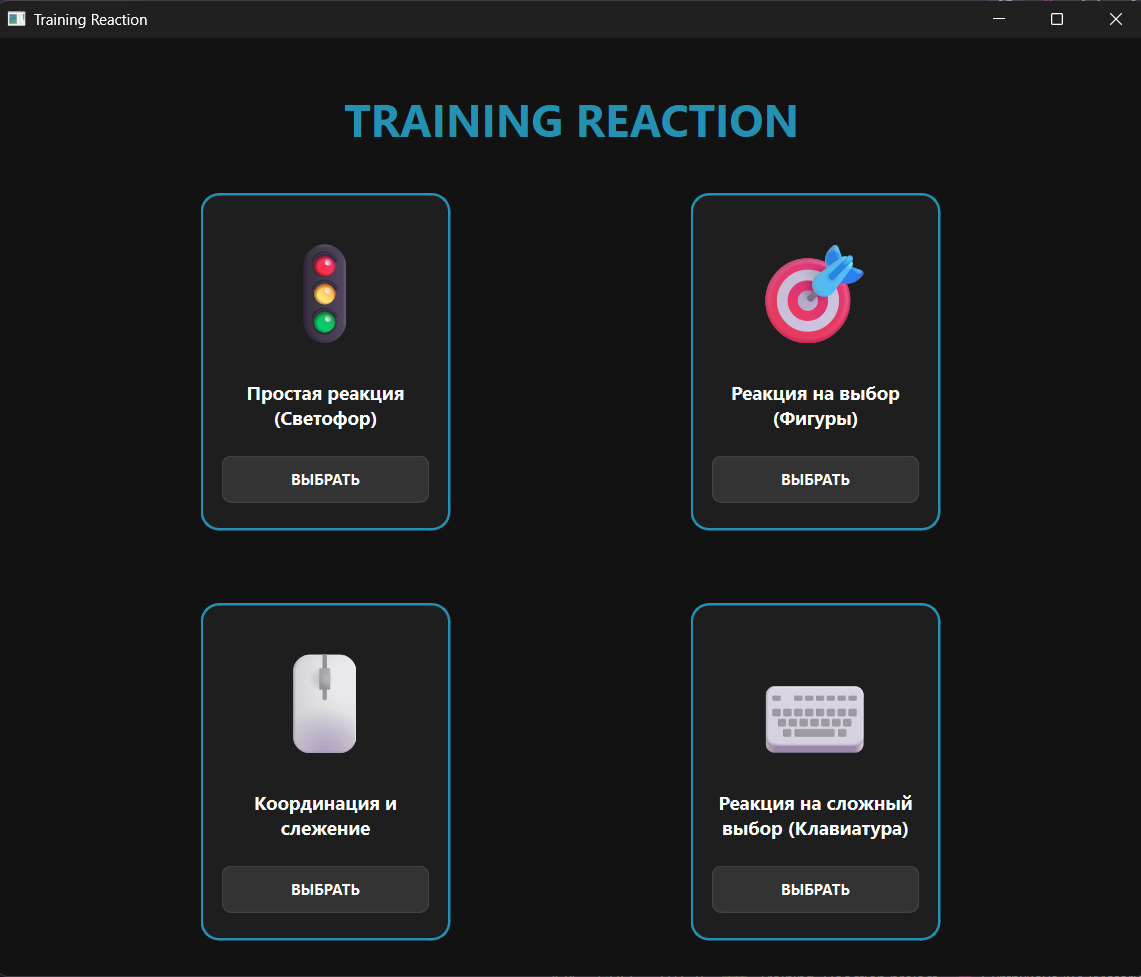 Training Reaction
TRAINING REACTION
Простая реакция
(Светофор)
ВЫБРАТЬ
Реакция на выбор
(Фигуры)
ВЫБРАТЬ
Координация и
слежение
ВЫБРАТЬ
Реакция на сложный
выбор (Клавиатура)
ВЫБРАТЬ